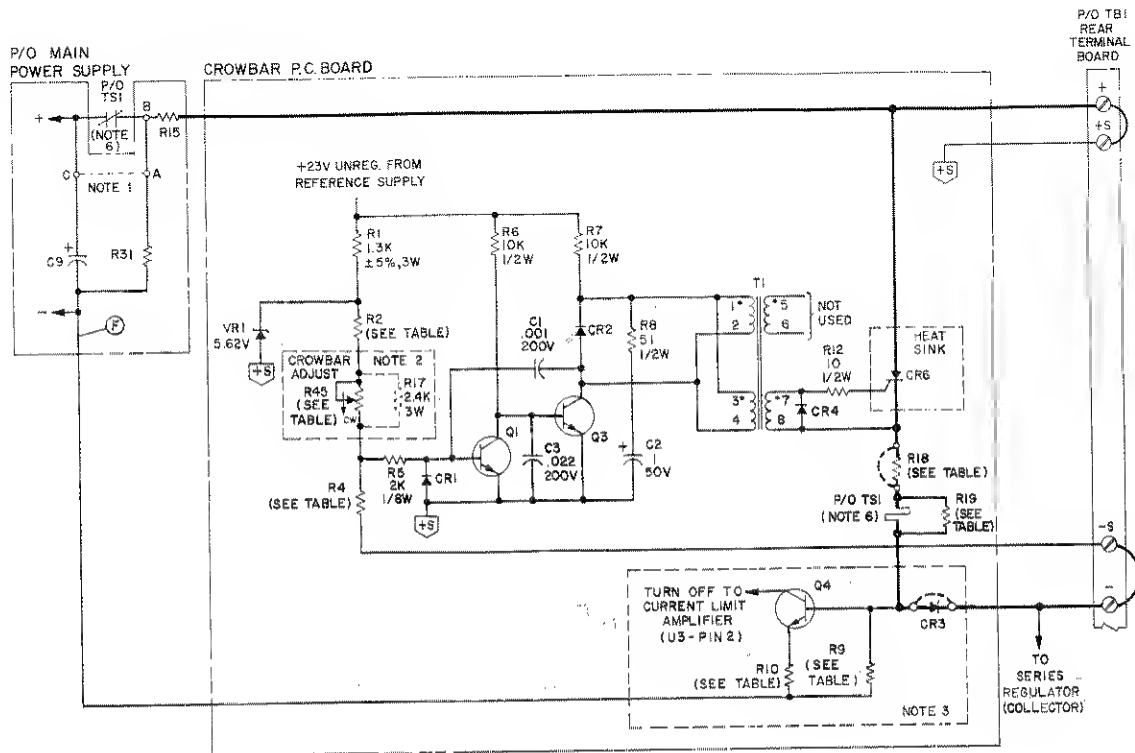 P/O TB1
REAR
TERMINAL
BOARD
P/O MAIN
POWER SUPPLY
CROWBAR P.C. BOARD
P/O
TS1
(NOTE
6)
B
+
R15
+
+S
+S
C
NOTE 1
A
+
C9
R31
-
F
+23V UNREG. FROM
REFERENCE SUPPLY
R1
1.3K
±5%,3W
R6
10K
1/2W
R7
10K
1/2W
VR1
5.62V
+S
R2
(SEE TABLE)
C1
.001
200V
CR2
R8
51
1/2W
T1
1
2
5
6
NOT
USED
3
4
7
8
R12
10
1/2W
CR4
HEAT
SINK
CR6
CROWBAR
ADJUST
NOTE 2
R45
(SEE
TABLE)
CW
R17
2.4K
3W
Q1
Q3
C3
.022
200V
+
C2
1
50V
R5
2K
1/8W
CR1
+S
R4
(SEE TABLE)
R18
(SEE TABLE)
P/O TS1
(NOTE 6)
R19
(SEE
TABLE)
-S
-
TURN OFF TO
CURRENT LIMIT
AMPLIFIER
(U3-PIN 2)
Q4
R10
(SEE TABLE)
R9
(SEE
TABLE)
CR3
NOTE 3
TO
SERIES
REGULATOR
(COLLECTOR)